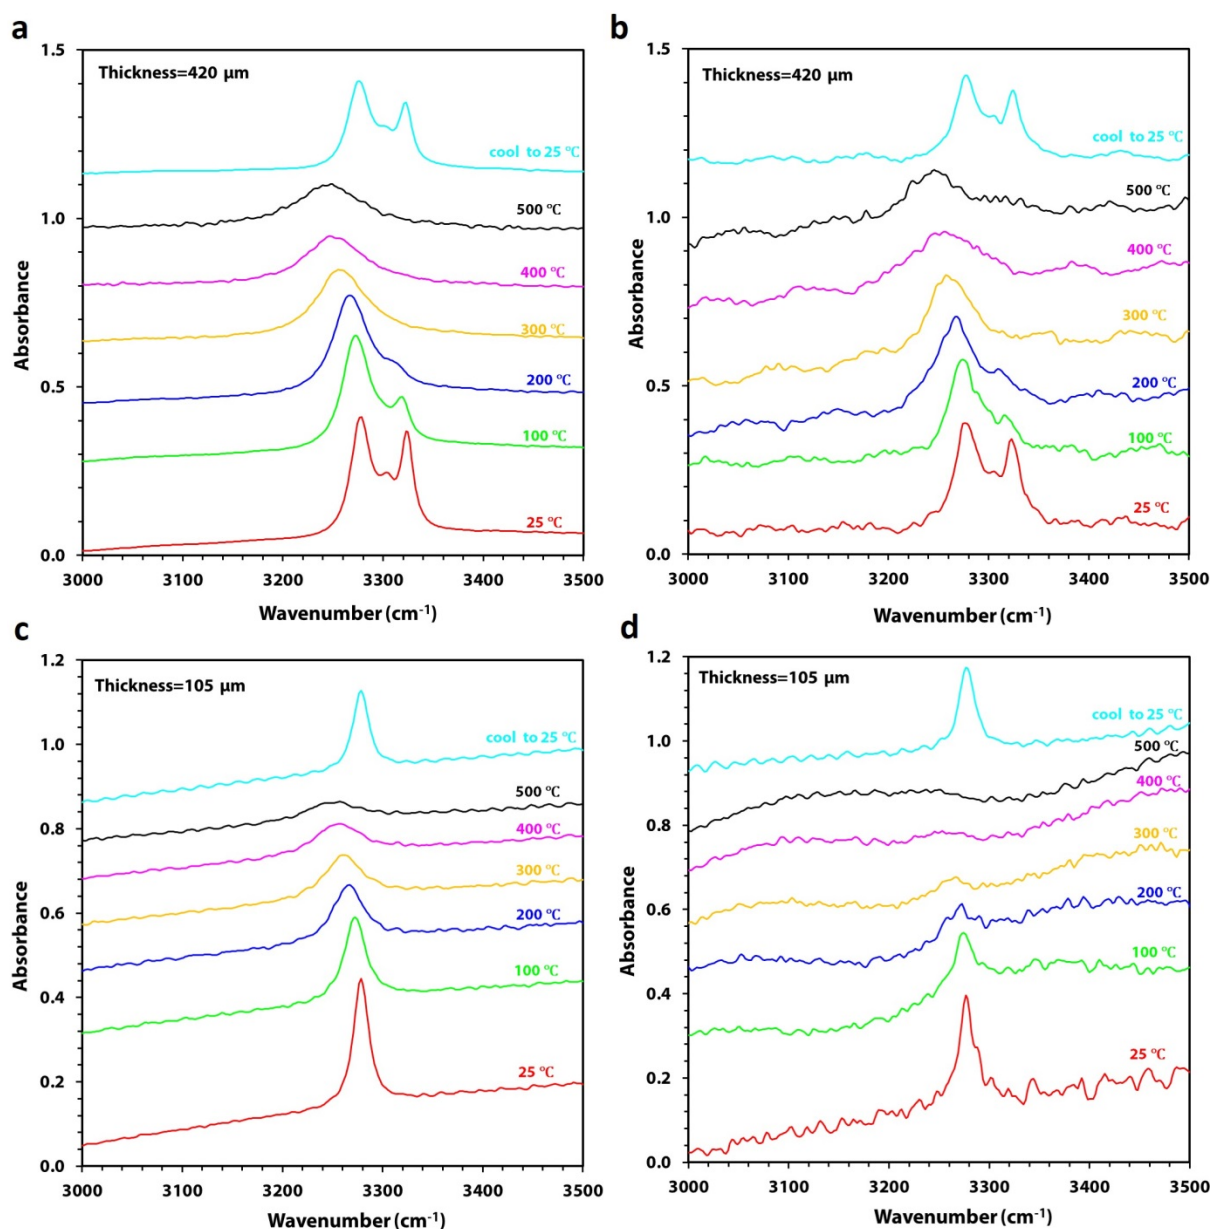 a
Thickness=420 μm
1.5
1.0
0.5
0.0
Absorbance
cool to 25 ℃
500 ℃
400 ℃
300 ℃
200 ℃
100 ℃
25 ℃
3000 3100 3200 3300 3400 3500
Wavenumber (cm-1)
b
Thickness=420 μm
1.5
1.0
0.5
0.0
Absorbance
cool to 25 ℃
500 ℃
400 ℃
300 ℃
200 ℃
100 ℃
25 ℃
3000 3100 3200 3300 3400 3500
Wavenumber (cm-1)
c
Thickness=105 μm
1.2
1.0
0.8
0.6
0.4
0.2
0.0
Absorbance
cool to 25 ℃
500 ℃
400 ℃
300 ℃
200 ℃
100 ℃
25 ℃
3000 3100 3200 3300 3400 3500
Wavenumber (cm-1)
d
Thickness=105 μm
1.2
1.0
0.8
0.6
0.4
0.2
0.0
Absorbance
cool to 25 ℃
500 ℃
400 ℃
300 ℃
200 ℃
100 ℃
25 ℃
3000 3100 3200 3300 3400 3500
Wavenumber (cm-1)